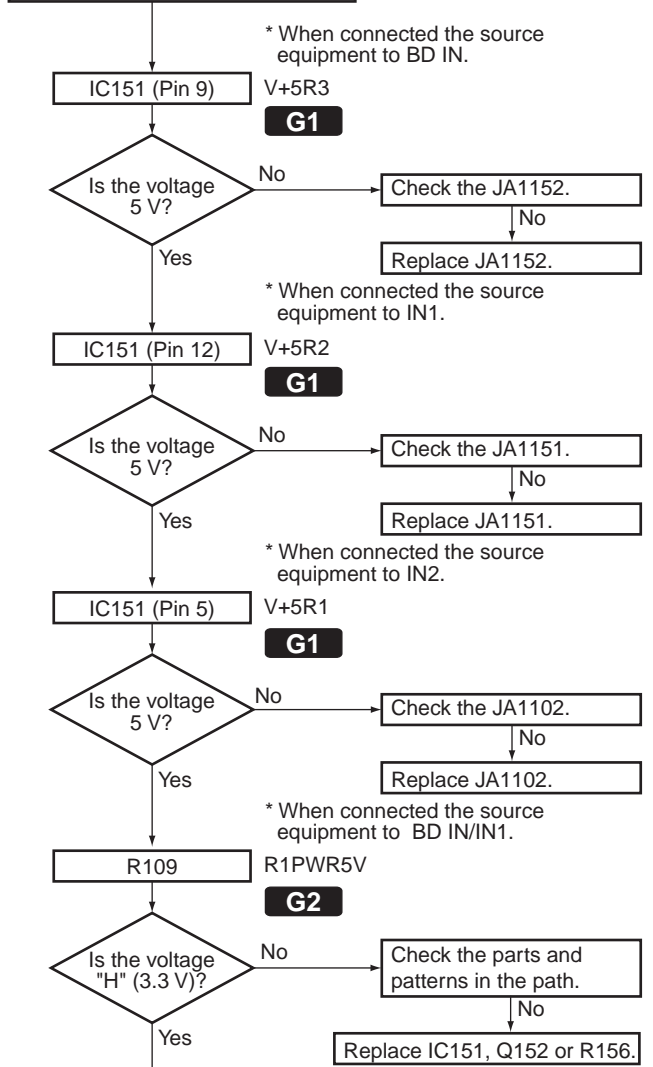 * When connected the source
equipment to BD IN.
IC151 (Pin 9)
V+5R3
G1
Is the voltage
5 V?
No
Check the JA1152.
No
Replace JA1152.
Yes
* When connected the source
equipment to IN1.
IC151 (Pin 12)
V+5R2
G1
Is the voltage
5 V?
No
Check the JA1151.
No
Replace JA1151.
Yes
* When connected the source
equipment to IN2.
IC151 (Pin 5)
V+5R1
G1
Is the voltage
5 V?
No
Check the JA1102.
No
Replace JA1102.
Yes
* When connected the source
equipment to BD IN/IN1.
R109
R1PWR5V
G2
Is the voltage
"H" (3.3 V)?
No
Check the parts and
patterns in the path.
No
Replace IC151, Q152 or R156.
Yes